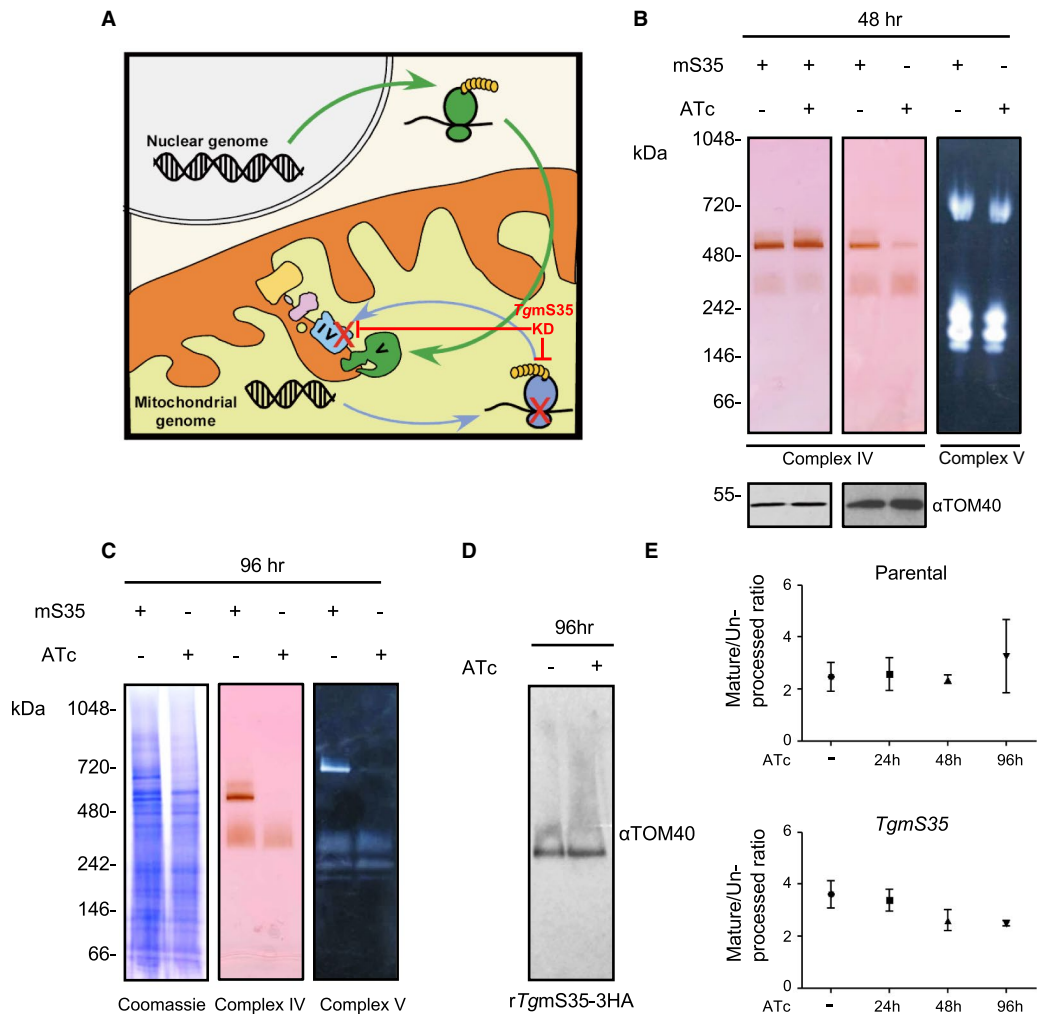 A
Nuclear genome
TgmS35
KD
IV
V
Mitochondrial
genome
B
48 hr
mS35 + + + - + -
ATc - + - + - +
kDa
1048-
720-
480-
242-
146-
66-
Complex IV
Complex V
55-
αTOM40
C
96 hr
mS35 + - + - + -
ATc - + - + - +
kDa
1048-
720-
480-
242-
146-
66-
Coomassie
Complex IV
Complex V
D
96hr
ATc - +
αTOM40
rTgmS35-3HA
E
Parental
Mature/Un-
processed ratio
6
4
2
0
ATc - 24h 48h 96h
TgmS35
Mature/Un-
processed ratio
6
4
2
0
ATc - 24h 48h 96h